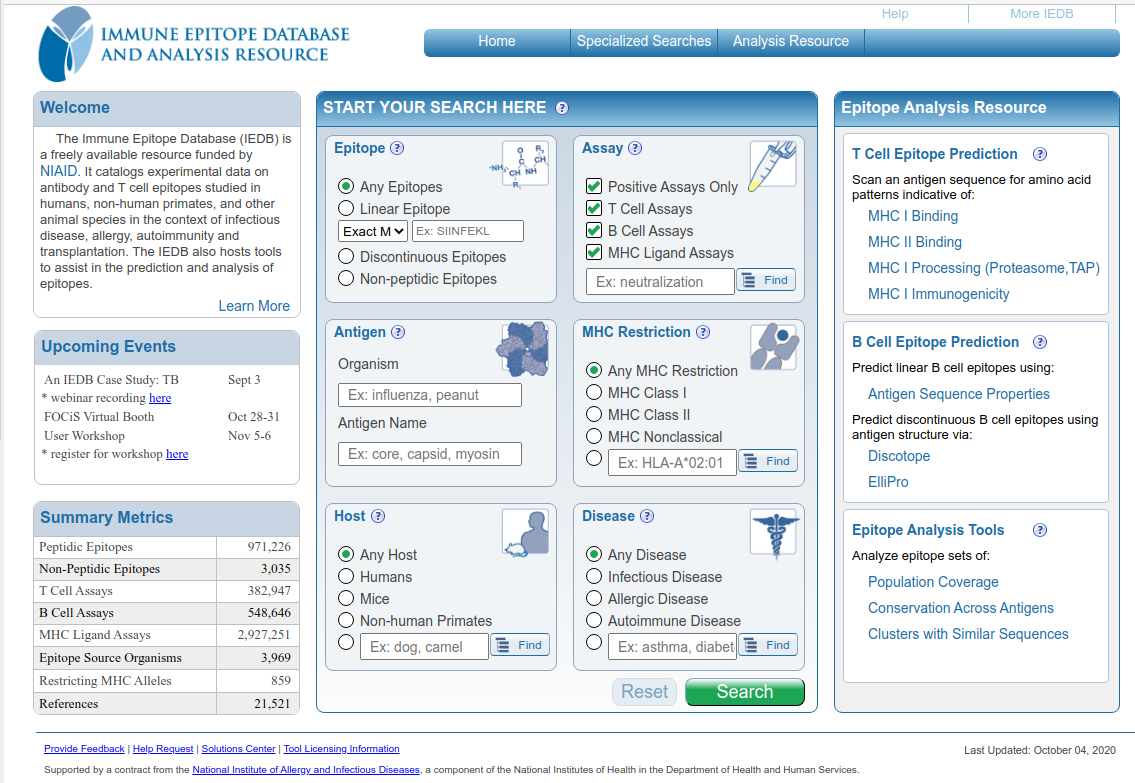 Help
More IEDB
IMMUNE EPITOPE DATABASE
AND ANALYSIS RESOURCE
Home
Specialized Searches
Analysis Resource
Welcome
The Immune Epitope Database (IEDB) is
a freely available resource funded by
NIAID. It catalogs experimental data on
antibody and T cell epitopes studied in
humans, non-human primates, and other
animal species in the context of infectious
disease, allergy, autoimmunity and
transplantation. The IEDB also hosts tools
to assist in the prediction and analysis of
epitopes.
Learn More
Upcoming Events
An IEDB Case Study: TB Sept 3
* webinar recording here
FOCiS Virtual Booth Oct 28-31
User Workshop Nov 5-6
* register for workshop here
Summary Metrics
Peptidic Epitopes 971,226
Non-Peptidic Epitopes 3,035
T Cell Assays 382,947
B Cell Assays 548,646
MHC Ligand Assays 2,927,251
Epitope Source Organisms 3,969
Restricting MHC Alleles 859
References 21,521
START YOUR SEARCH HERE ?
Epitope ?
Any Epitopes
Linear Epitope
Exact M
Ex: SIINFEKL
Discontinuous Epitopes
Non-peptidic Epitopes
Assay ?
Positive Assays Only
T Cell Assays
B Cell Assays
MHC Ligand Assays
Ex: neutralization
Find
Antigen ?
Organism
Ex: influenza, peanut
Antigen Name
Ex: core, capsid, myosin
MHC Restriction ?
Any MHC Restriction
MHC Class I
MHC Class II
MHC Nonclassical
Ex: HLA-A*02:01
Find
Host ?
Any Host
Humans
Mice
Non-human Primates
Ex: dog, camel
Find
Disease ?
Any Disease
Infectious Disease
Allergic Disease
Autoimmune Disease
Ex: asthma, diabet
Find
Reset
Search
Epitope Analysis Resource
T Cell Epitope Prediction ?
Scan an antigen sequence for amino acid
patterns indicative of:
MHC I Binding
MHC II Binding
MHC I Processing (Proteasome,TAP)
MHC I Immunogenicity
B Cell Epitope Prediction ?
Predict linear B cell epitopes using:
Antigen Sequence Properties
Predict discontinuous B cell epitopes using
antigen structure via:
Discotope
ElliPro
Epitope Analysis Tools ?
Analyze epitope sets of:
Population Coverage
Conservation Across Antigens
Clusters with Similar Sequences
Provide Feedback | Help Request | Solutions Center | Tool Licensing Information
Last Updated: October 04, 2020
Supported by a contract from the National Institute of Allergy and Infectious Diseases, a component of the National Institutes of Health in the Department of Health and Human Services.